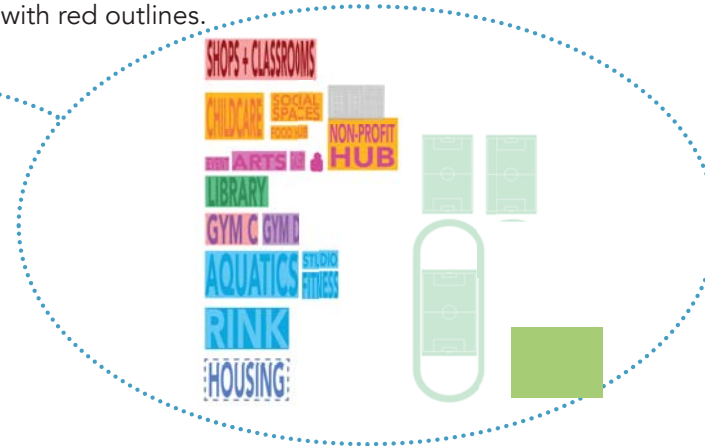 with red outlines.
SHOPS + CLASSROOMS
CHILDCARE
SOCIAL
SPACES
FOOD HUB
NON-PROFIT
HUB
EVENT
ARTS
LIBRARY
GYM C
GYM D
AQUATICS
STUDIO
FITNESS
RINK
HOUSING